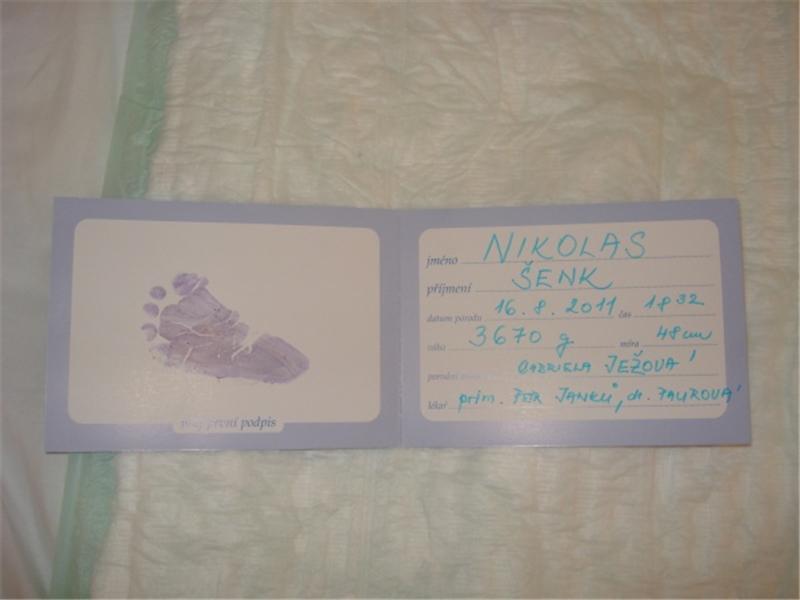 můj první podpis
jméno NIKOLAS
příjmení ŠENK
datum porodu 16.8.2011. čas 18 32
váha 3670 g míra 48 cm
porodní GABRIELA JEŽOVÁ
lékař prim. PETR JANKŮ, dr.